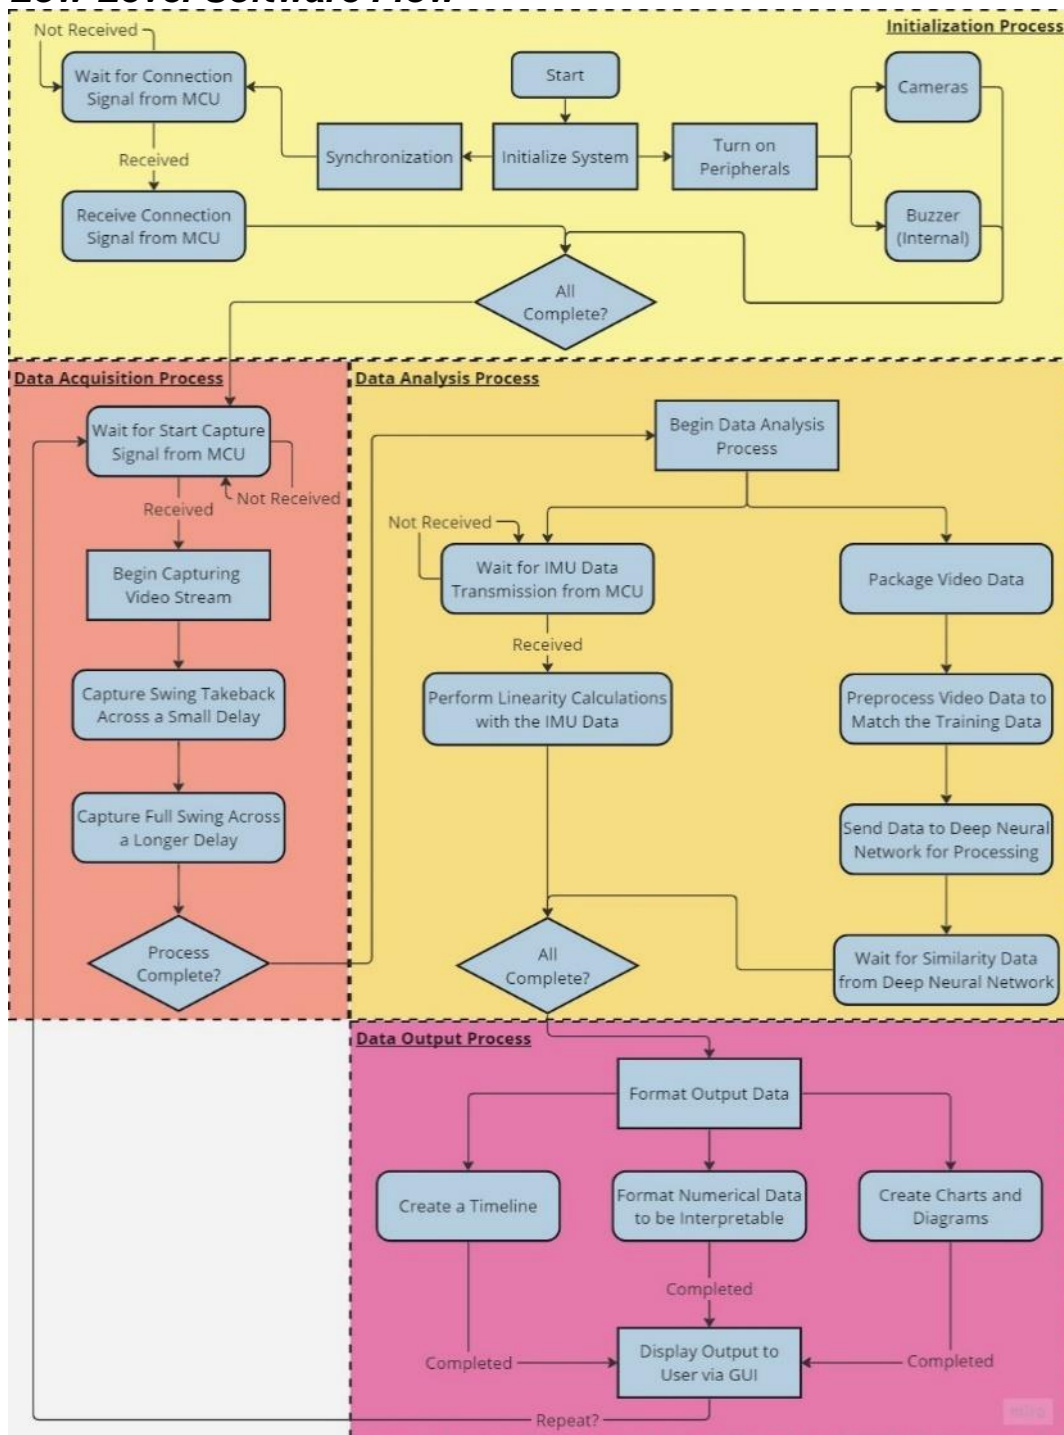 Low-Level Software Flow
Initialization Process
Not Received
Wait for Connection
Signal from MCU
Start
Cameras
Synchronization
Initialize System
Turn on
Peripherals
Received
Receive Connection
Signal from MCU
Buzzer
(Internal)
All
Complete?
Data Acquisition Process
Wait for Start Capture
Signal from MCU
Not Received
Received
Begin Capturing
Video Stream
Capture Swing Takeback
Across a Small Delay
Capture Full Swing Across
a Longer Delay
Process
Complete?
Data Analysis Process
Begin Data Analysis
Process
Not Received
Wait for IMU Data
Transmission from MCU
Package Video Data
Received
Perform Linearity Calculations
with the IMU Data
Preprocess Video Data to
Match the Training Data
Send Data to Deep Neural
Network for Processing
All
Complete?
Wait for Similarity Data
from Deep Neural Network
Data Output Process
Format Output Data
Create a Timeline
Format Numerical Data
to be Interpretable
Create Charts and
Diagrams
Completed
Completed
Display Output to
User via GUI
Completed
Repeat?
miro